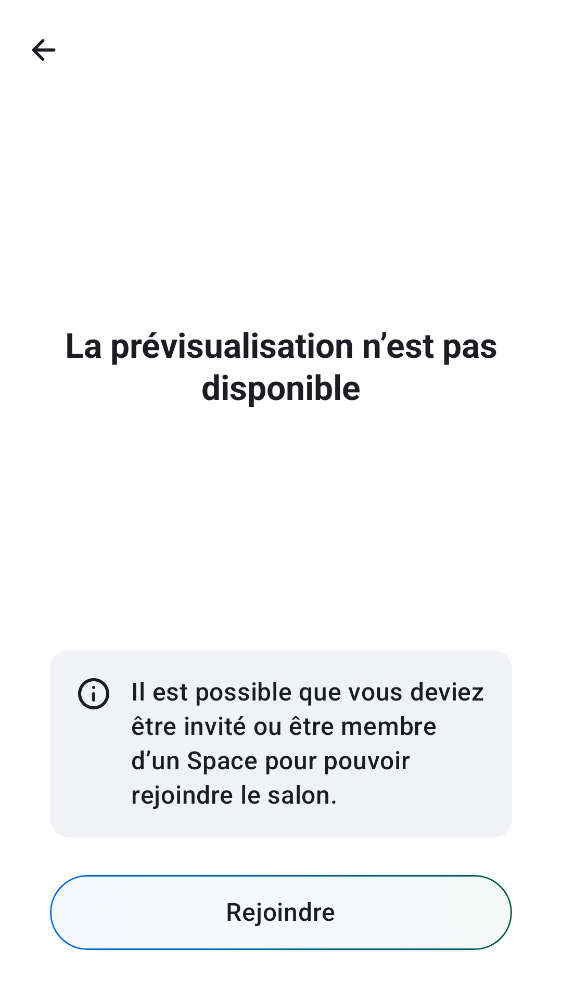 La prévisualisation n’est pas
disponible
Il est possible que vous deviez
être invité ou être membre
d’un Space pour pouvoir
rejoindre le salon.
Rejoindre